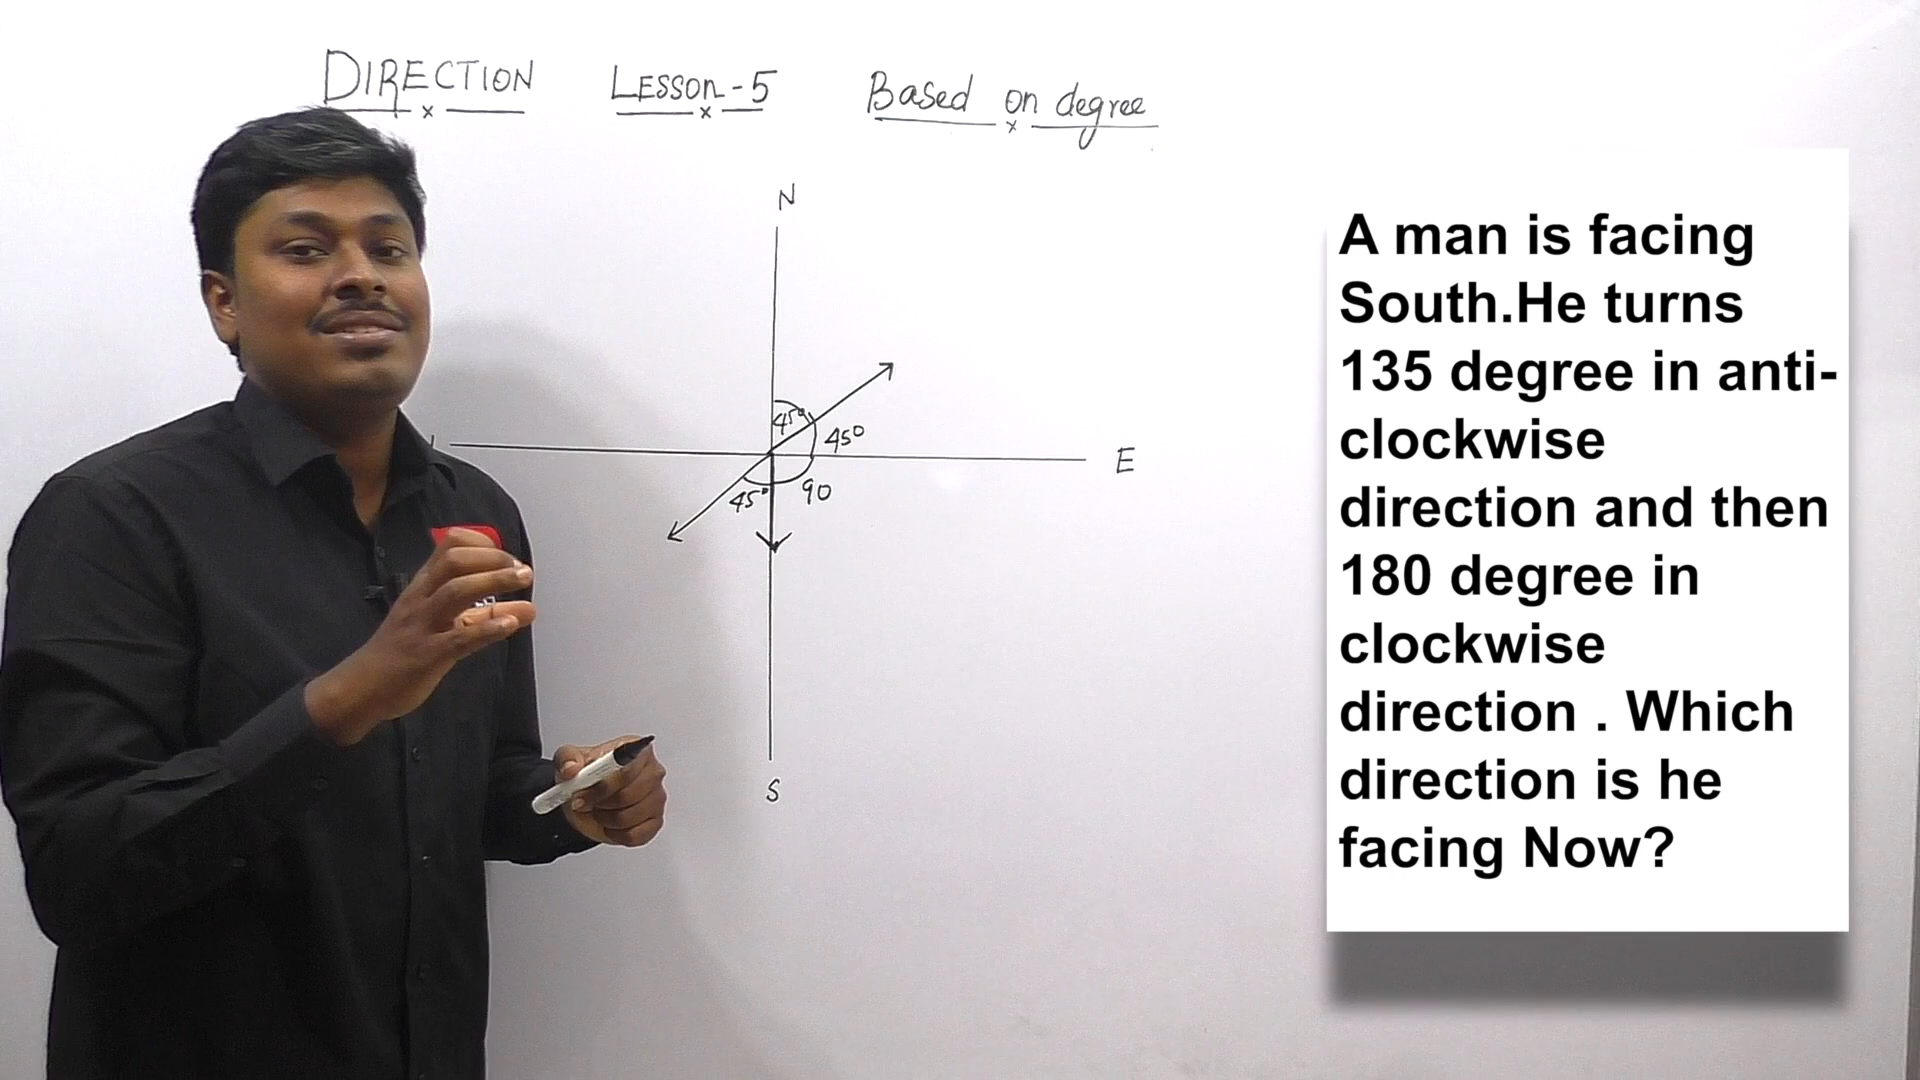 DIRECTION LESSON-5 Based on degree
N
45°
45°
E
45°
90
S
A man is facing
South.He turns
135 degree in anti-
clockwise
direction and then
180 degree in
clockwise
direction . Which
direction is he
facing Now?